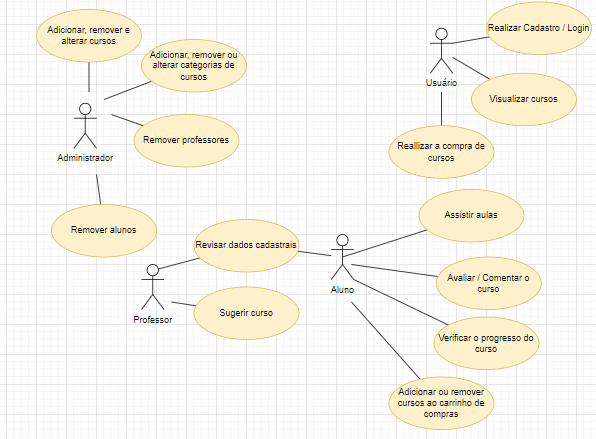 Adicionar, remover e
alterar cursos
Adicionar, remover ou
alterar categorias de
cursos
Administrador
Remover professores
Remover alunos
Realizar Cadastro / Login
Usuário
Visualizar cursos
Reallizar a compra de
cursos
Revisar dados cadastrais
Professor
Sugerir curso
Assistir aulas
Aluno
Avaliar / Comentar o
curso
Verificar o progresso do
curso
Adicionar ou remover
cursos ao carrinho de
compras